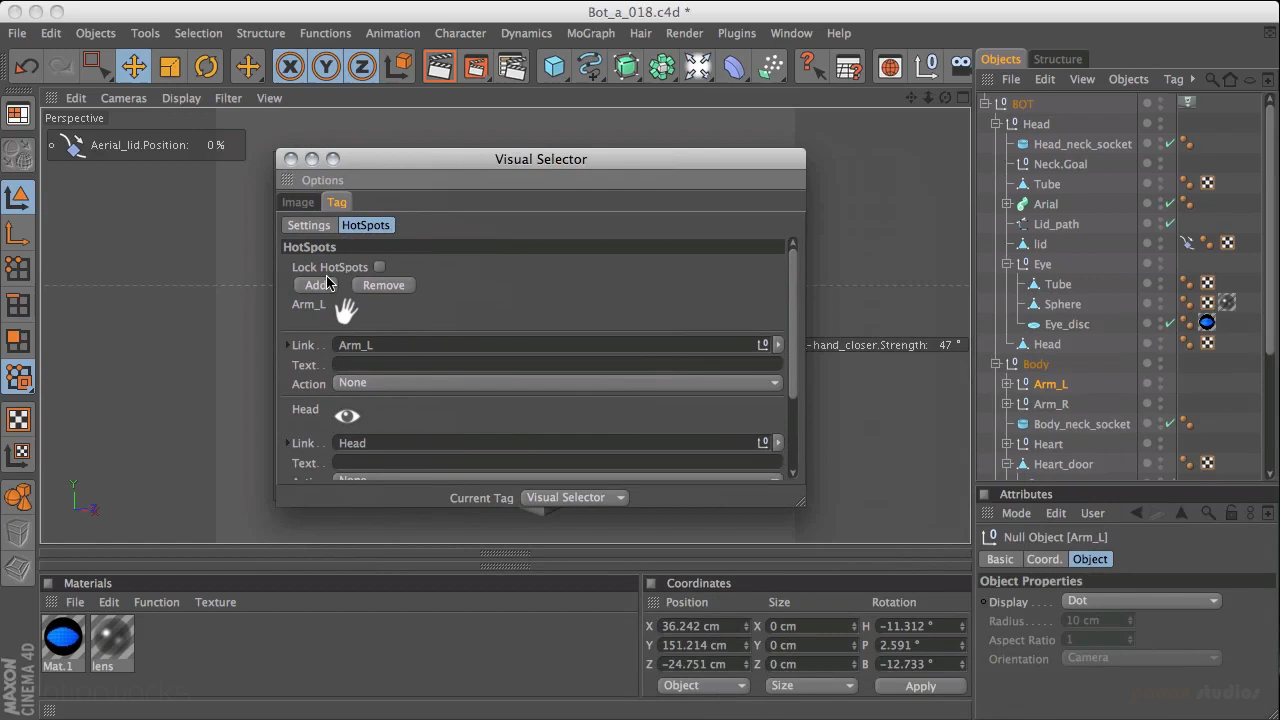 Bot_a_018.c4d *
File Edit Objects Tools Selection Structure Functions Animation Character Dynamics MoGraph Hair Render Plugins Window Help
Objects Structure
File Edit View Objects Tag
Edit Cameras Display Filter View
Perspective
Aerial_lid.Position: 0 %
Visual Selector
Options
Image Tag
Settings HotSpots
HotSpots
Lock HotSpots
Add Remove
Arm_L
Link . . Arm_L
Text.
Action None
Head
Link . . Head
Text.
Current Tag Visual Selector
-hand_closer.Strength: 47 °
BOT
Head
Head_neck_socket
Neck.Goal
Tube
Arial
Lid_path
lid
Eye
Tube
Sphere
Eye_disc
Head
Body
Arm_L
Arm_R
Body_neck_socket
Heart
Heart_door
Attributes
Mode Edit User
Null Object [Arm_L]
Basic Coord. Object
Object Properties
Display . . . . Dot
Radius. . . . . 10 cm
Aspect Ratio 1
Orientation Camera
Materials
File Edit Function Texture
Mat.1 lens
Coordinates
Position Size Rotation
X 36.242 cm X 0 cm H -11.312 °
Y 151.214 cm Y 0 cm P 2.591 °
Z -24.751 cm Z 0 cm B -12.733 °
Object Size Apply
Y
Z
MAXON
CINEMA 4D